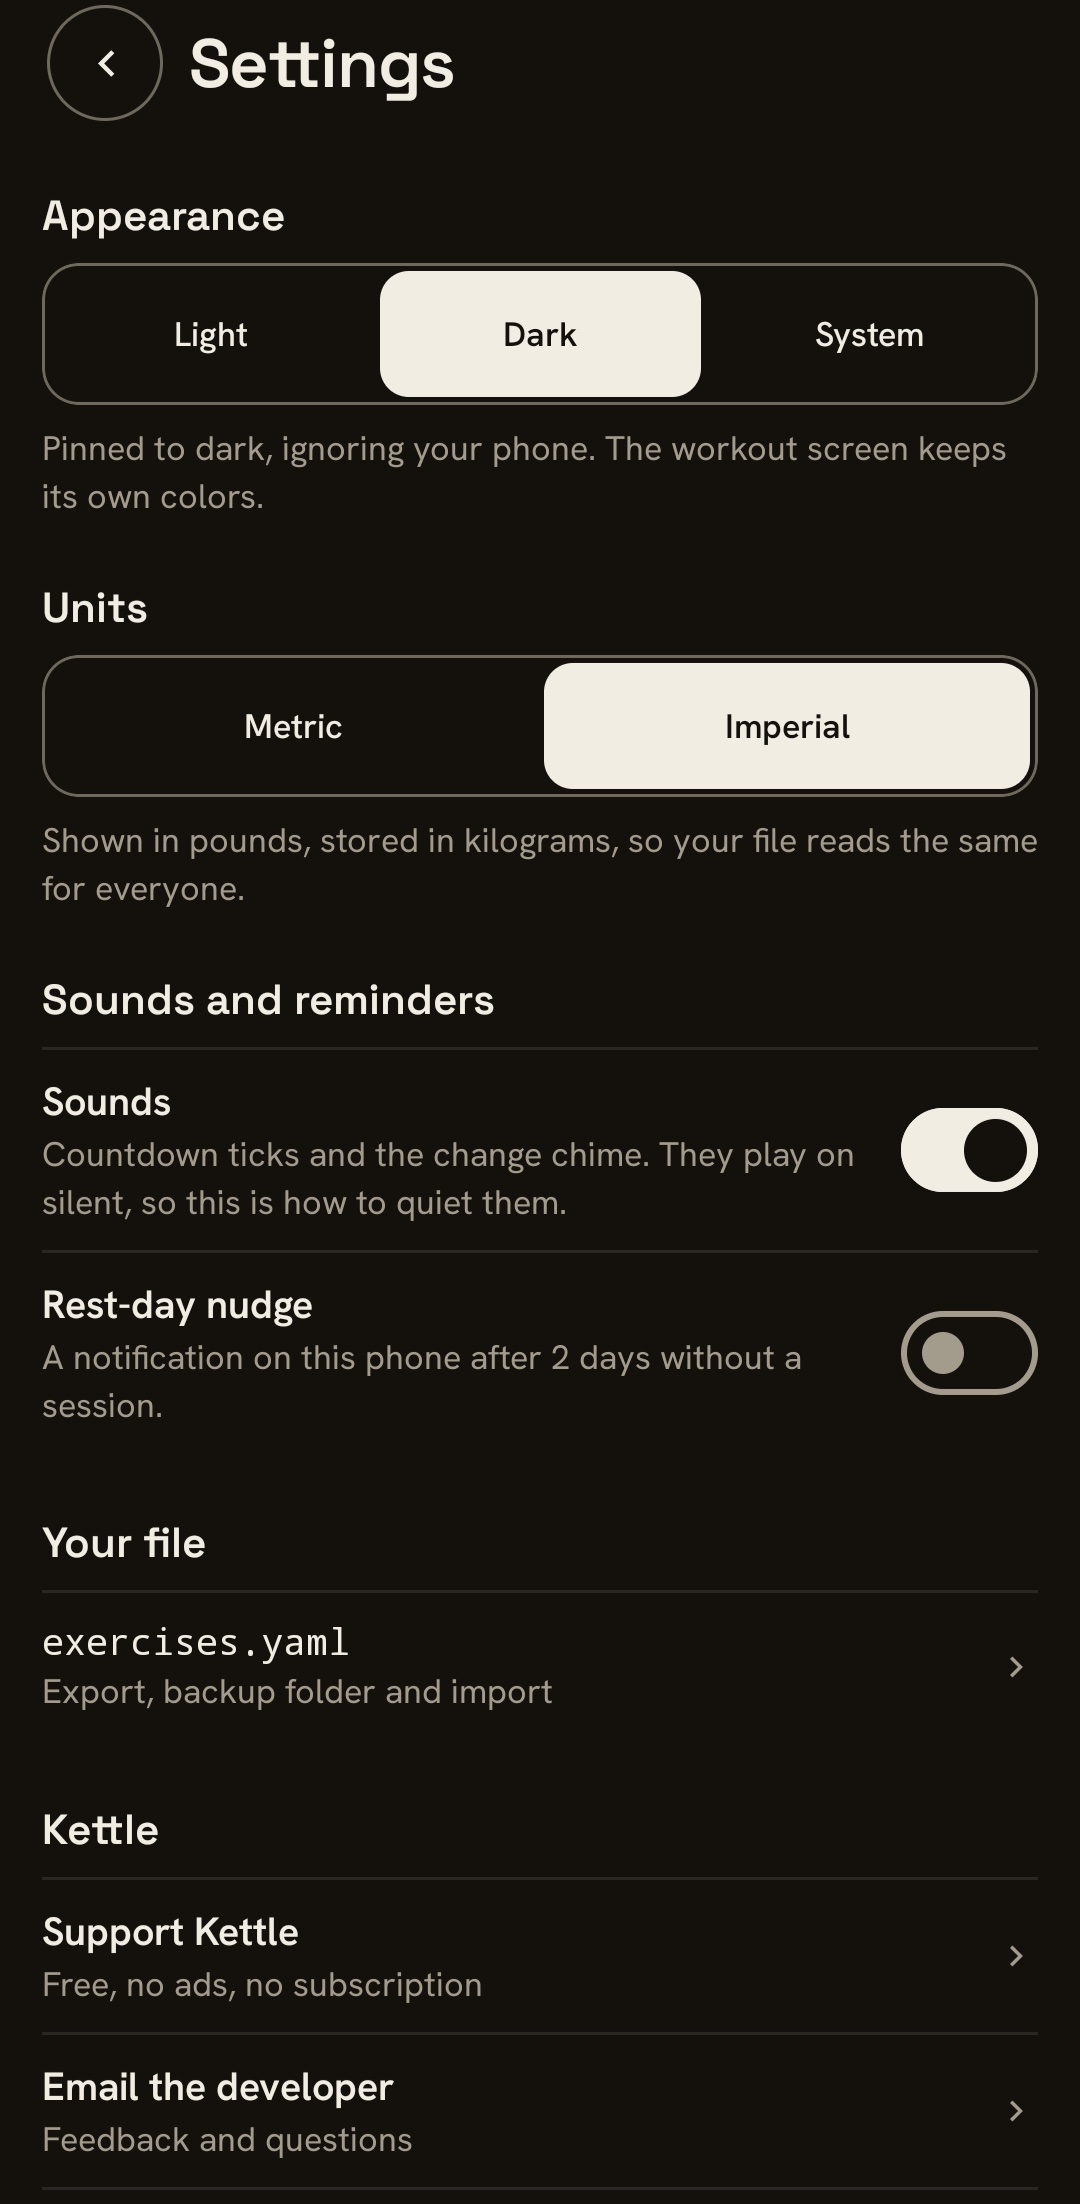 Settings
Appearance
Light
Dark
System
Pinned to dark, ignoring your phone. The workout screen keeps
its own colors.
Units
Metric
Imperial
Shown in pounds, stored in kilograms, so your file reads the same
for everyone.
Sounds and reminders
Sounds
Countdown ticks and the change chime. They play on
silent, so this is how to quiet them.
Rest-day nudge
A notification on this phone after 2 days without a
session.
Your file
exercises.yaml
Export, backup folder and import
Kettle
Support Kettle
Free, no ads, no subscription
Email the developer
Feedback and questions